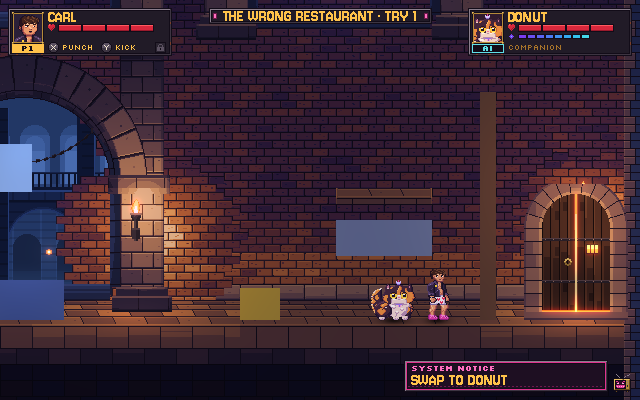 CARL
P1
X PUNCH Y KICK
THE WRONG RESTAURANT · TRY 1
DONUT
AI
COMPANION
SYSTEM NOTICE
SWAP TO DONUT